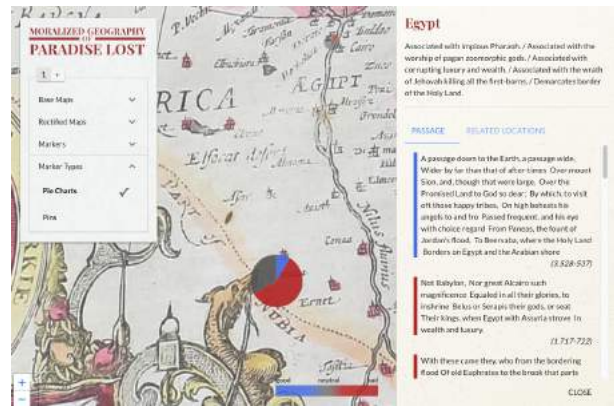 MORALIZED GEOGRAPHY
OF
PARADISE LOST
Base Maps
Rectified Maps
Markers
Marker Types
Pie Charts
Pins
RICA
ÆGIPT
Cairo
Nilus fluvius
NUBIA
Ernet
good neutral bad
+
−
Egypt
Associated with impious Pharaoh. / Associated with the
worship of pagan zoomorphic gods. / Associated with
corrupting luxury and wealth. / Associated with the wrath
of Jehovah killing all the first-borns. / Demarcates border
of the Holy Land.
PASSAGE RELATED LOCATIONS
A passage down to the Earth, a passage wide,
Wider by far than that of after-times Over mount
Sion, and, though that were large, Over the
Promised Land to God so dear; By which, to visit
oft those happy tribes, On high behests his
angels to and fro Passed frequent, and his eye
with choice regard From Paneas, the fount of
Jordan's flood, To Beersaba, where the Holy Land
Borders on Egypt and the Arabian shore
(3.528-537)
Not Babylon, Nor great Alcairo such
magnificence Equaled in all their glories, to
inshrine Belus or Serapis their gods, or seat
Their kings, when Egypt with Assyria strove In
wealth and luxury.
(1.717-722)
With these came they, who from the bordering
flood Of old Euphrates to the brook that parts
CLOSE